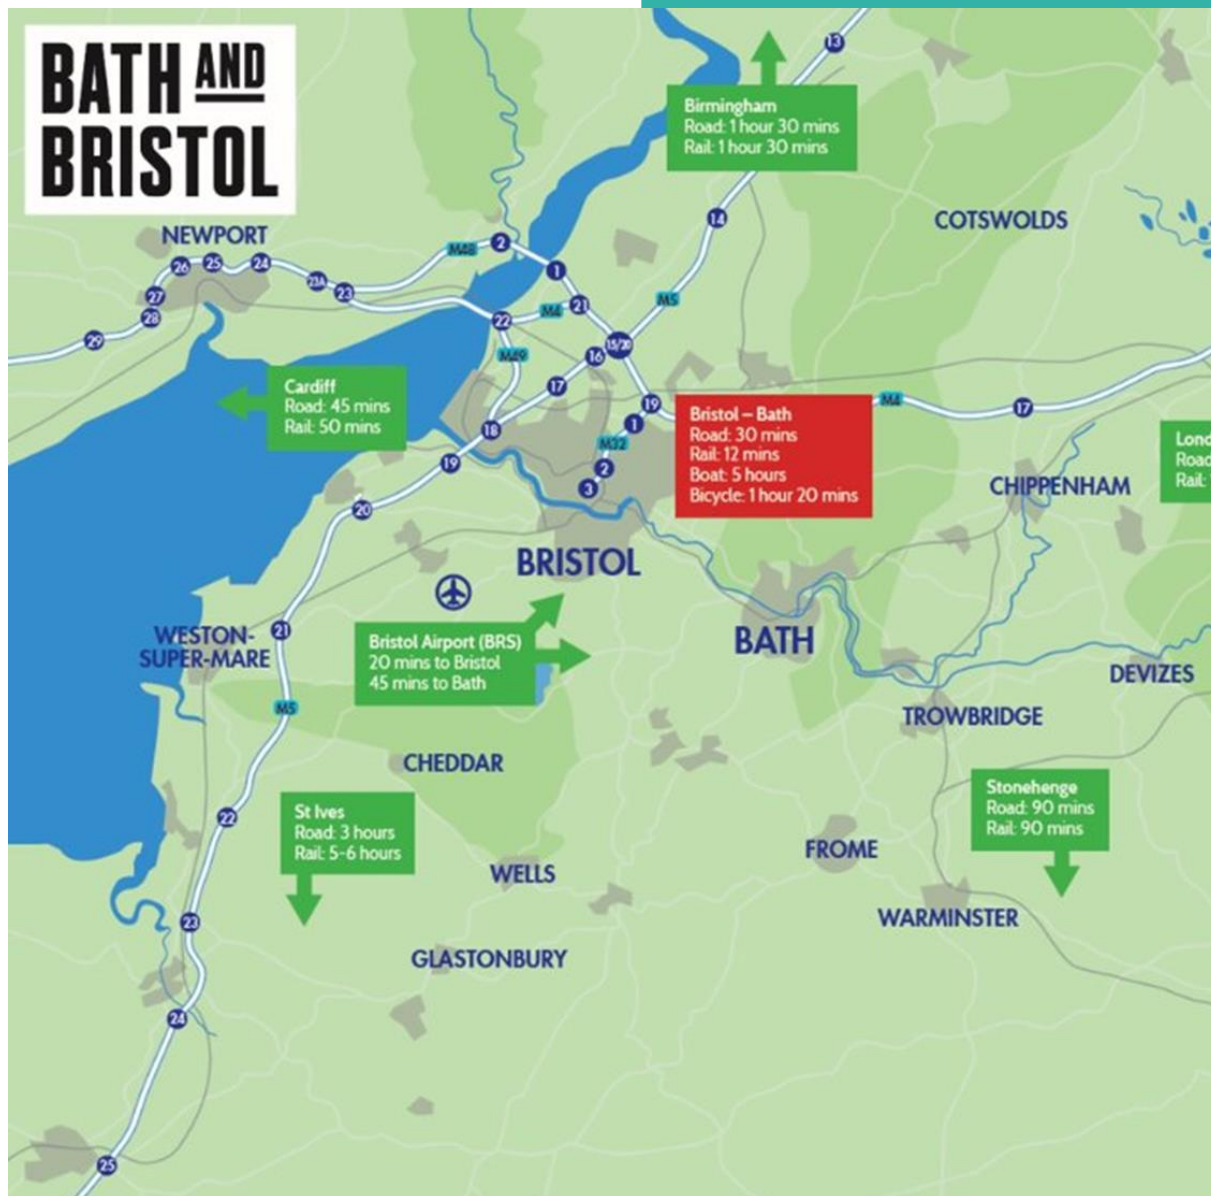 BATH AND
BRISTOL
13
Birmingham
Road: 1 hour 30 mins
Rail: 1 hour 30 mins
14
COTSWOLDS
NEWPORT
M48
2
26
25
24
23A
23
27
28
29
1
M5
M4
21
22
15/20
M49
16
17
Cardiff
Road: 45 mins
Rail: 50 mins
19
M4
17
18
1
M32
Bristol – Bath
Road: 30 mins
Rail: 12 mins
Boat: 5 hours
Bicycle: 1 hour 20 mins
Lond
Road
Rail:
19
2
3
20
CHIPPENHAM
BRISTOL
21
WESTON-
SUPER-MARE
Bristol Airport (BRS)
20 mins to Bristol
45 mins to Bath
BATH
DEVIZES
M5
TROWBRIDGE
CHEDDAR
Stonehenge
Road: 90 mins
Rail: 90 mins
St Ives
Road: 3 hours
Rail: 5-6 hours
22
FROME
WELLS
23
WARMINSTER
GLASTONBURY
24
25